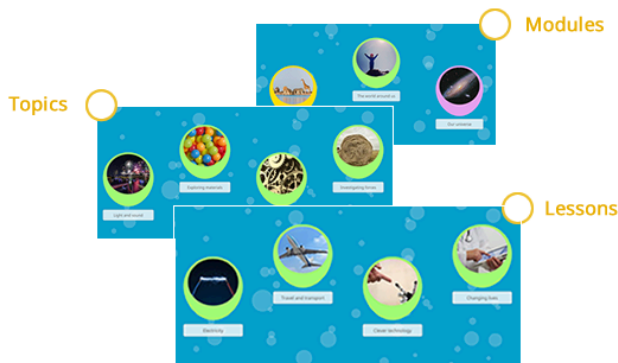 Modules
The world around us
Our universe
Topics
Exploring materials
Investigating forces
Light and sound
Lessons
Travel and transport
Changing lives
Electricity
Clever technology